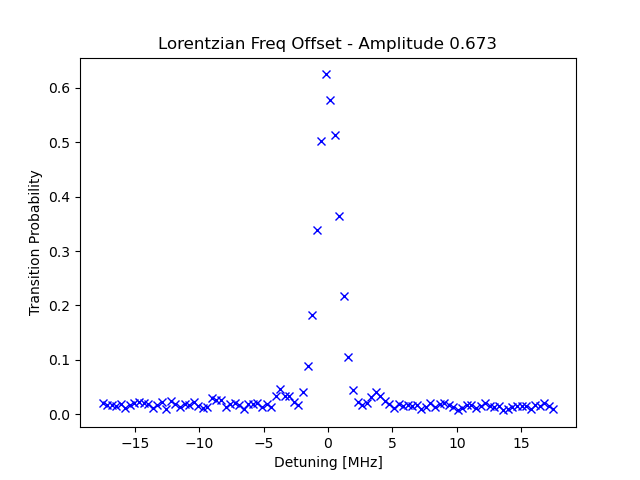 Lorentzian Freq Offset - Amplitude 0.673
Transition Probability
0.6
0.5
0.4
0.3
0.2
0.1
0.0
−15 −10 −5 0 5 10 15
Detuning [MHz]